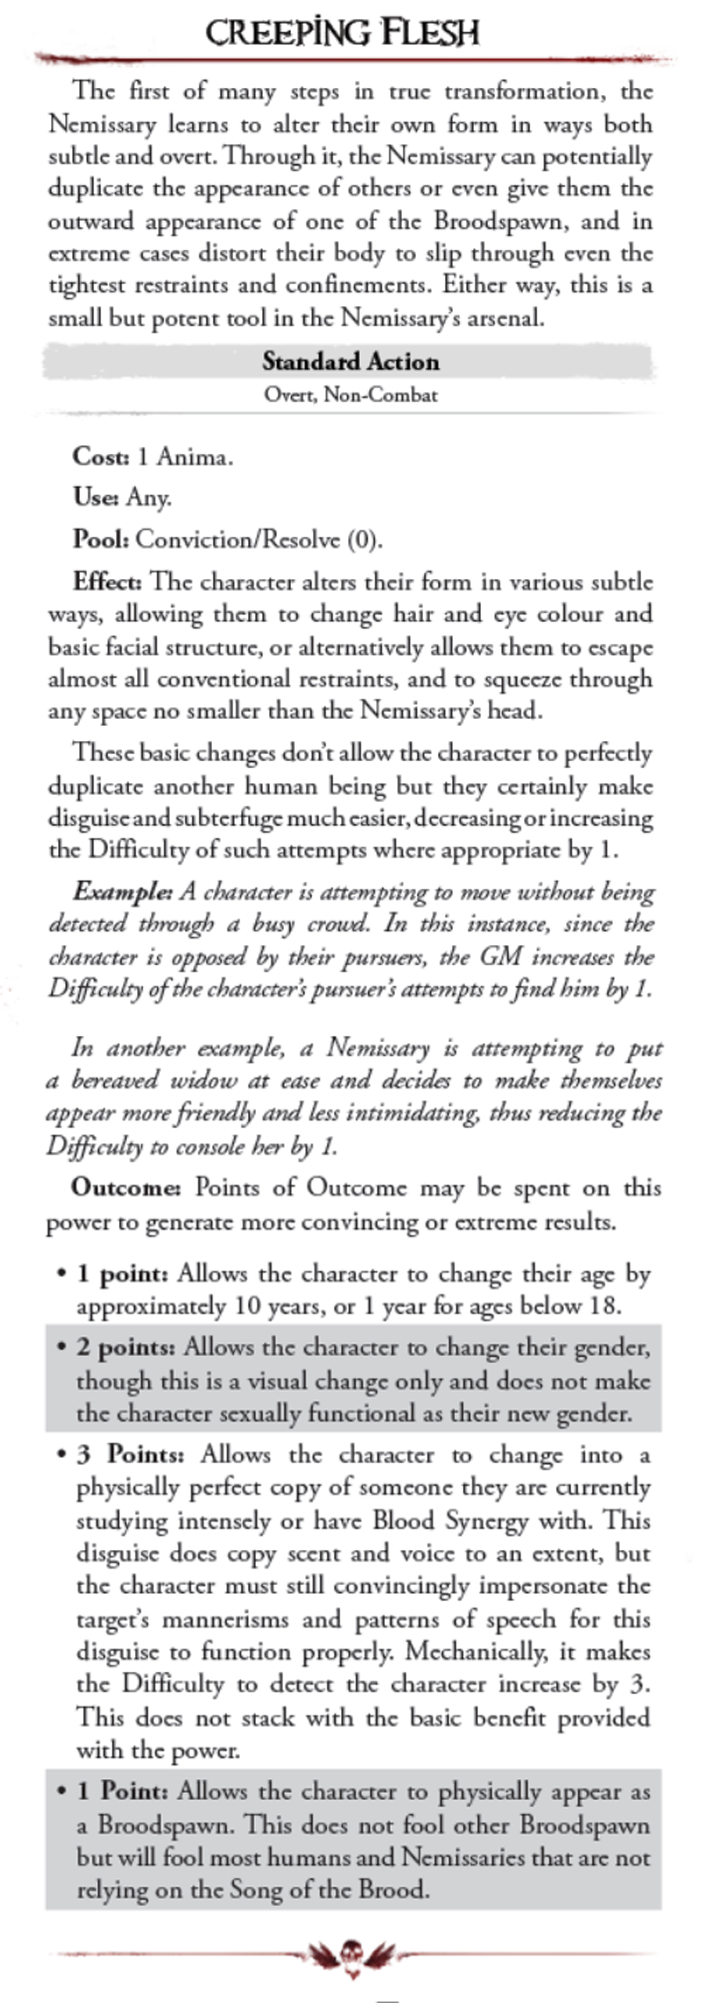 CREEPING FLESH
The first of many steps in true transformation, the
Nemissary learns to alter their own form in ways both
subtle and overt. Through it, the Nemissary can potentially
duplicate the appearance of others or even give them the
outward appearance of one of the Broodspawn, and in
extreme cases distort their body to slip through even the
tightest restraints and confinements. Either way, this is a
small but potent tool in the Nemissary's arsenal.
Standard Action
Overt, Non-Combat
Cost: 1 Anima.
Use: Any.
Pool: Conviction/Resolve (0).
Effect: The character alters their form in various subtle
ways, allowing them to change hair and eye colour and
basic facial structure, or alternatively allows them to escape
almost all conventional restraints, and to squeeze through
any space no smaller than the Nemissary's head.
These basic changes don't allow the character to perfectly
duplicate another human being but they certainly make
disguise and subterfuge much easier, decreasing or increasing
the Difficulty of such attempts where appropriate by 1.
Example: A character is attempting to move without being
detected through a busy crowd. In this instance, since the
character is opposed by their pursuers, the GM increases the
Difficulty of the character's pursuer's attempts to find him by 1.
In another example, a Nemissary is attempting to put
a bereaved widow at ease and decides to make themselves
appear more friendly and less intimidating, thus reducing the
Difficulty to console her by 1.
Outcome: Points of Outcome may be spent on this
power to generate more convincing or extreme results.
• 1 point: Allows the character to change their age by
approximately 10 years, or 1 year for ages below 18.
• 2 points: Allows the character to change their gender,
though this is a visual change only and does not make
the character sexually functional as their new gender.
• 3 Points: Allows the character to change into a
physically perfect copy of someone they are currently
studying intensely or have Blood Synergy with. This
disguise does copy scent and voice to an extent, but
the character must still convincingly impersonate the
target's mannerisms and patterns of speech for this
disguise to function properly. Mechanically, it makes
the Difficulty to detect the character increase by 3.
This does not stack with the basic benefit provided
with the power.
• 1 Point: Allows the character to physically appear as
a Broodspawn. This does not fool other Broodspawn
but will fool most humans and Nemissaries that are not
relying on the Song of the Brood.